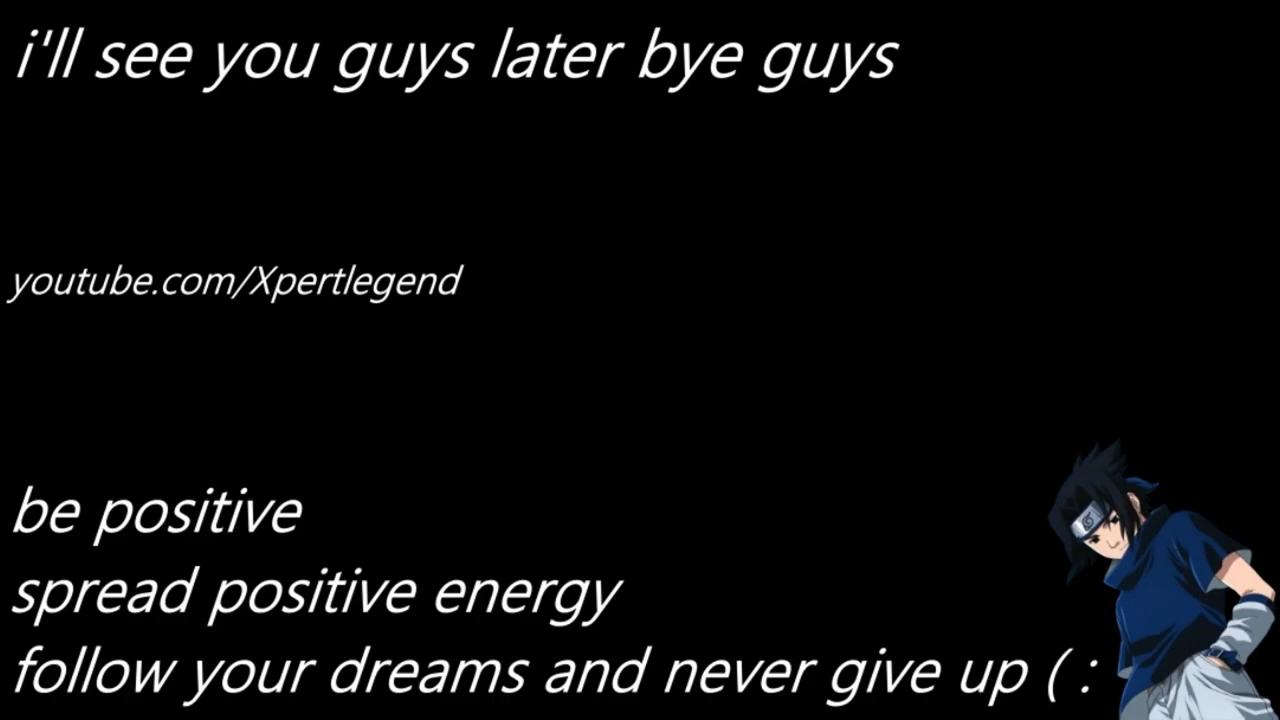 i'll see you guys later bye guys
youtube.com/Xpertlegend
be positive
spread positive energy
follow your dreams and never give up ( :